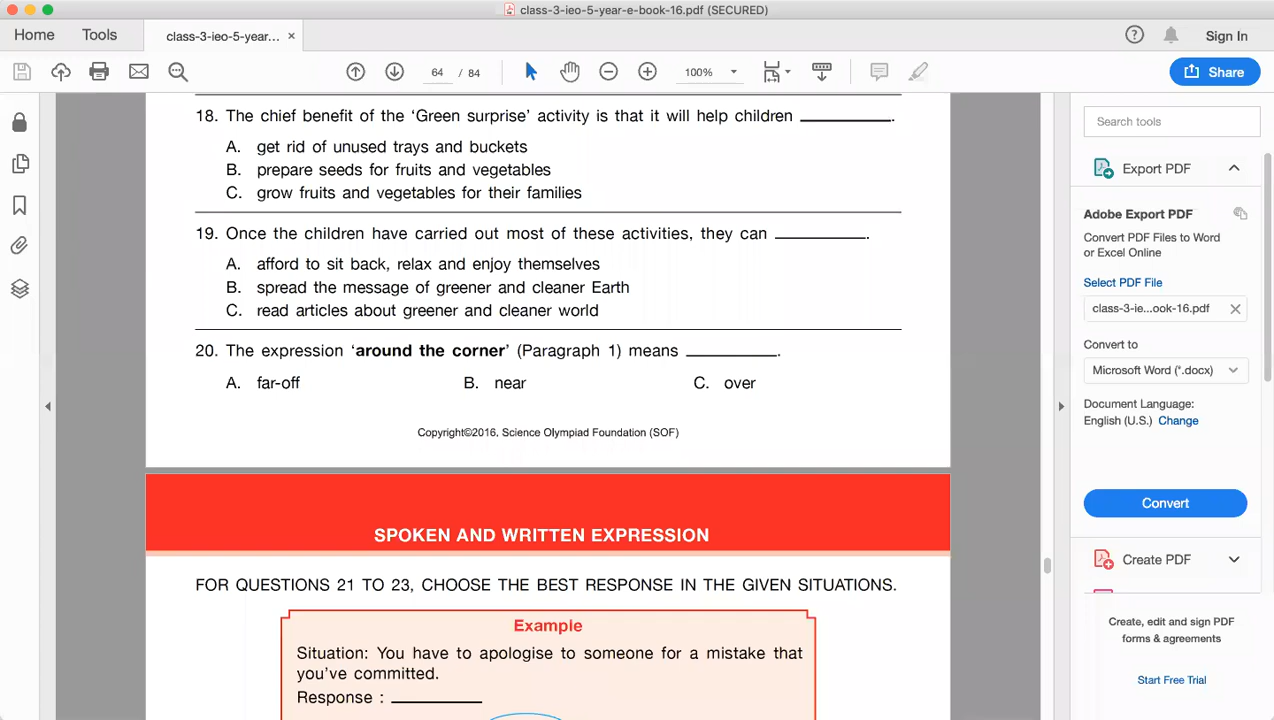 class-3-ieo-5-year-e-book-16.pdf (SECURED)
Home Tools class-3-ieo-5-year... × Sign In
64 / 84 100% Share
18. The chief benefit of the ‘Green surprise’ activity is that it will help children __________.
A. get rid of unused trays and buckets
B. prepare seeds for fruits and vegetables
C. grow fruits and vegetables for their families
19. Once the children have carried out most of these activities, they can __________.
A. afford to sit back, relax and enjoy themselves
B. spread the message of greener and cleaner Earth
C. read articles about greener and cleaner world
20. The expression ‘around the corner’ (Paragraph 1) means __________.
A. far-off B. near C. over
Copyright©2016, Science Olympiad Foundation (SOF)
SPOKEN AND WRITTEN EXPRESSION
FOR QUESTIONS 21 TO 23, CHOOSE THE BEST RESPONSE IN THE GIVEN SITUATIONS.
Example
Situation: You have to apologise to someone for a mistake that
you’ve committed.
Response : __________
Search tools
Export PDF
Adobe Export PDF
Convert PDF Files to Word
or Excel Online
Select PDF File
class-3-ie...ook-16.pdf
Convert to
Microsoft Word (*.docx)
Document Language:
English (U.S.) Change
Convert
Create PDF
Create, edit and sign PDF
forms & agreements
Start Free Trial